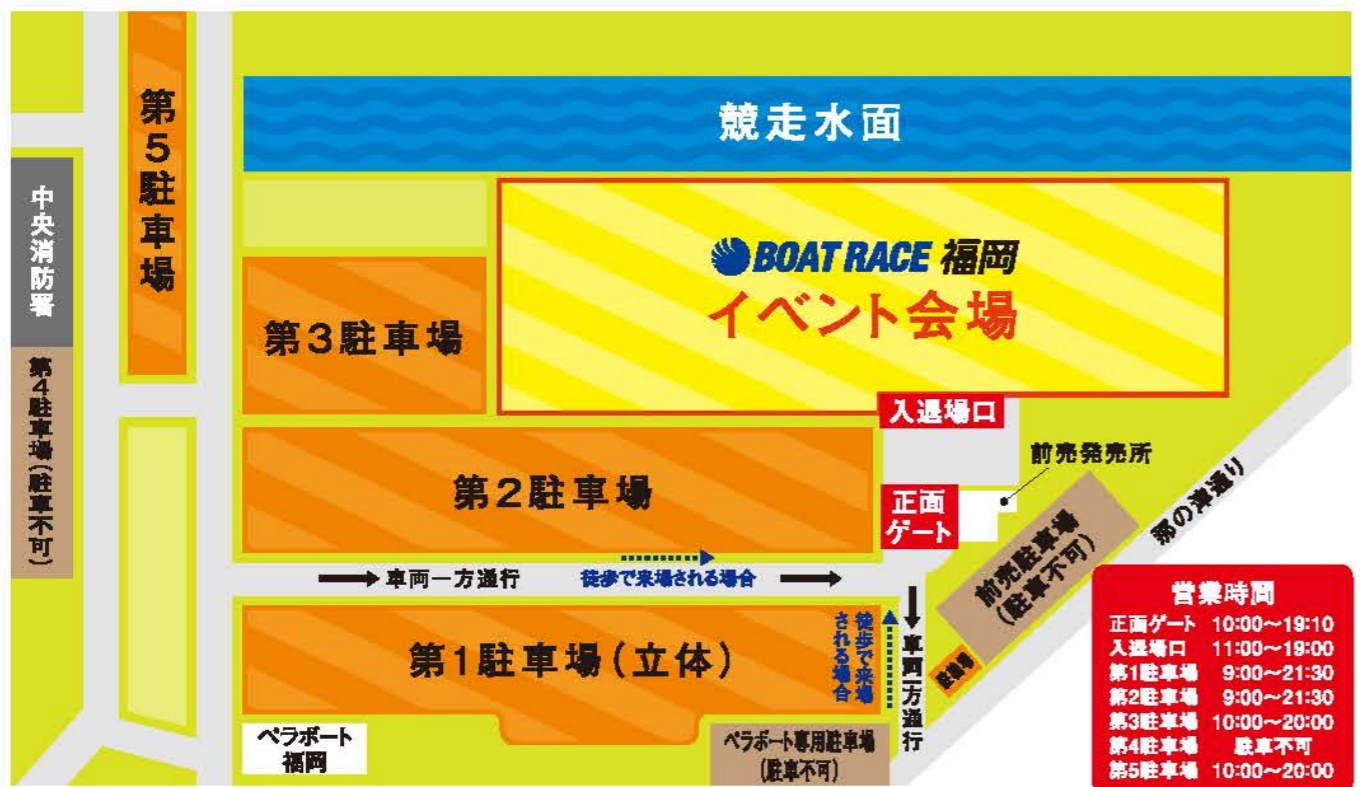 競走水面
第5駐車場
中央消防署
BOAT RACE 福岡
イベント会場
第3駐車場
第4駐車場(駐車不可)
入退場口
前売発売所
第2駐車場
正面
ゲート
那の津通り
前売駐車場
(駐車不可)
車両一方通行
徒歩で来場される場合
第1駐車場(立体)
徒歩で来場
される場合
車両一方通行
駐輪場
ペラボート
福岡
ペラボート専用駐車場
(駐車不可)
営業時間
正面ゲート 10:00〜19:10
入退場口 11:00〜19:00
第1駐車場 9:00〜21:30
第2駐車場 9:00〜21:30
第3駐車場 10:00〜20:00
第4駐車場 駐車不可
第5駐車場 10:00〜20:00